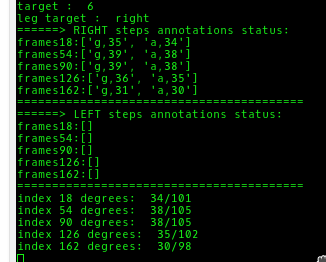 target :  6
leg target :  right
======> RIGHT steps annotations status:
frames18:['g,35', 'a,34']
frames54:['g,39', 'a,38']
frames90:['g,39', 'a,38']
frames126:['g,36', 'a,35']
frames162:['g,31', 'a,30']
=========================================
======> LEFT steps annotations status:
frames18:[]
frames54:[]
frames90:[]
frames126:[]
frames162:[]
=========================================
index 18 degrees:  34/101
index 54 degrees:  38/105
index 90 degrees:  38/105
index 126 degrees:  35/102
index 162 degrees:  30/98